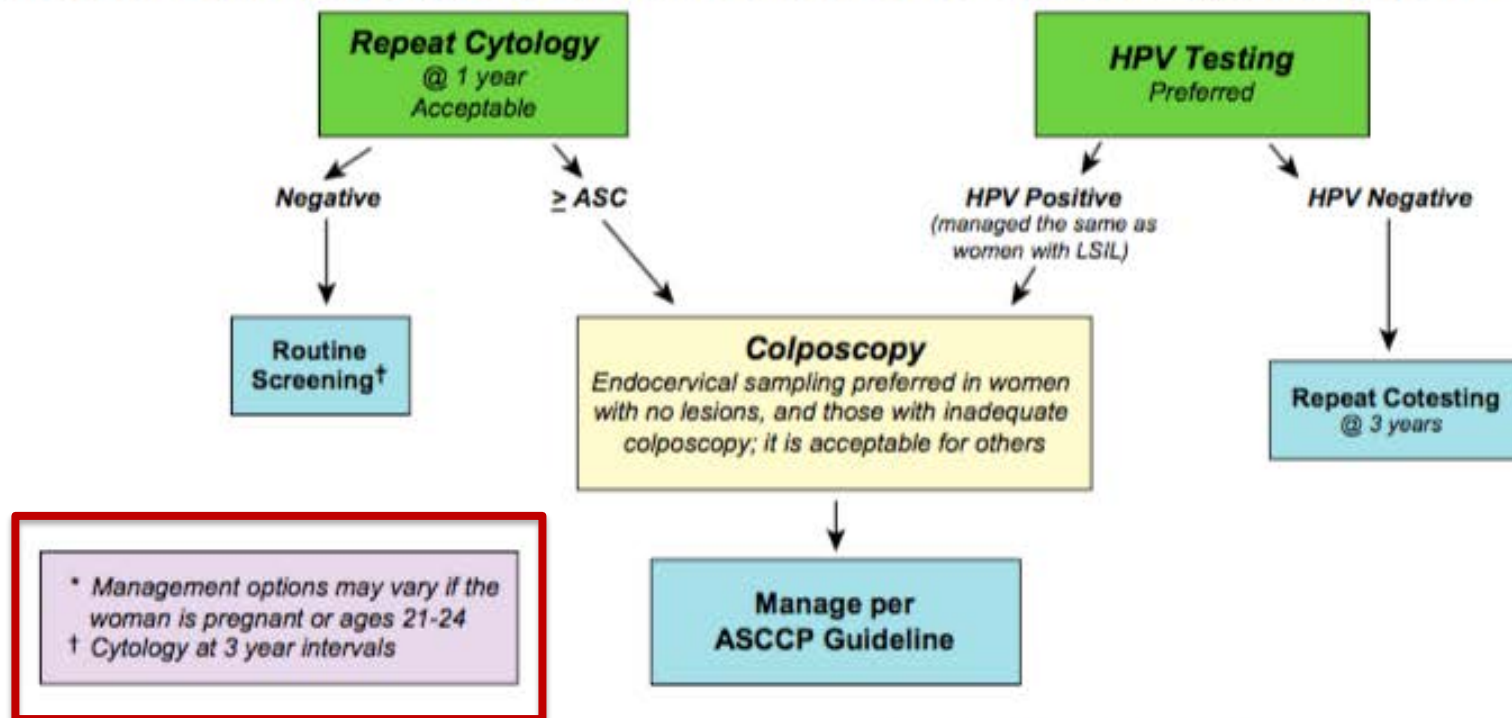 Repeat Cytology
@ 1 year
Acceptable
HPV Testing
Preferred
Negative
≥ ASC
HPV Positive
(managed the same as
women with LSIL)
HPV Negative
Routine
Screening†
Colposcopy
Endocervical sampling preferred in women
with no lesions, and those with inadequate
colposcopy; it is acceptable for others
Repeat Cotesting
@ 3 years
* Management options may vary if the
woman is pregnant or ages 21-24
† Cytology at 3 year intervals
Manage per
ASCCP Guideline